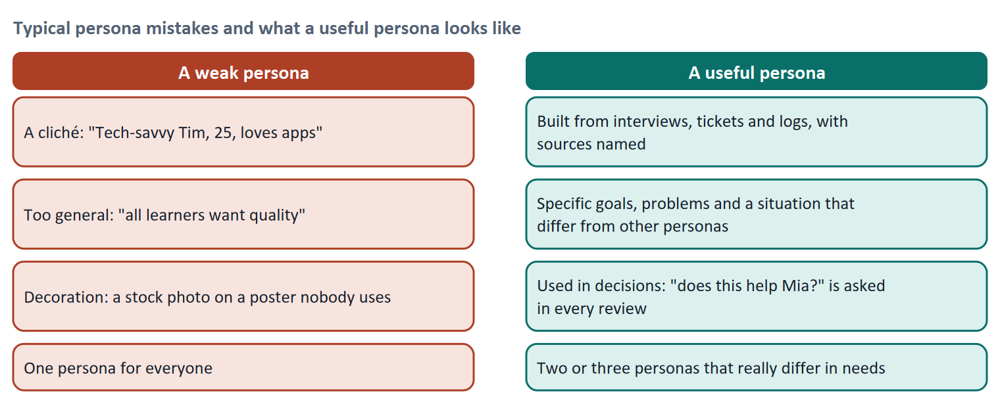 Typical persona mistakes and what a useful persona looks like
A weak persona
A useful persona
A cliché: "Tech-savvy Tim, 25, loves apps"
Built from interviews, tickets and logs, with
sources named
Too general: "all learners want quality"
Specific goals, problems and a situation that
differ from other personas
Decoration: a stock photo on a poster nobody uses
Used in decisions: "does this help Mia?" is asked
in every review
One persona for everyone
Two or three personas that really differ in needs